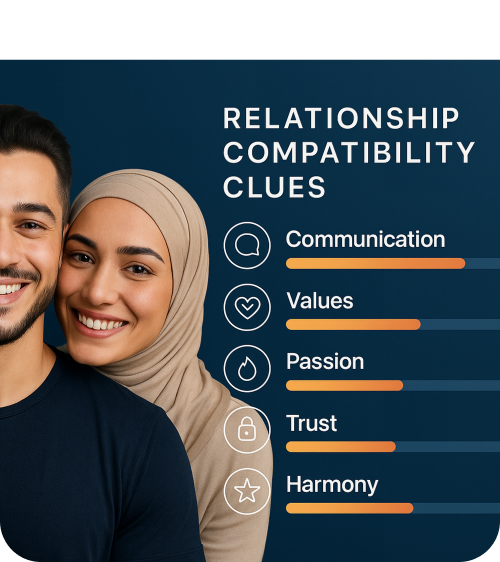 RELATIONSHIP
COMPATIBILITY
CLUES
Communication
Values
Passion
Trust
Harmony